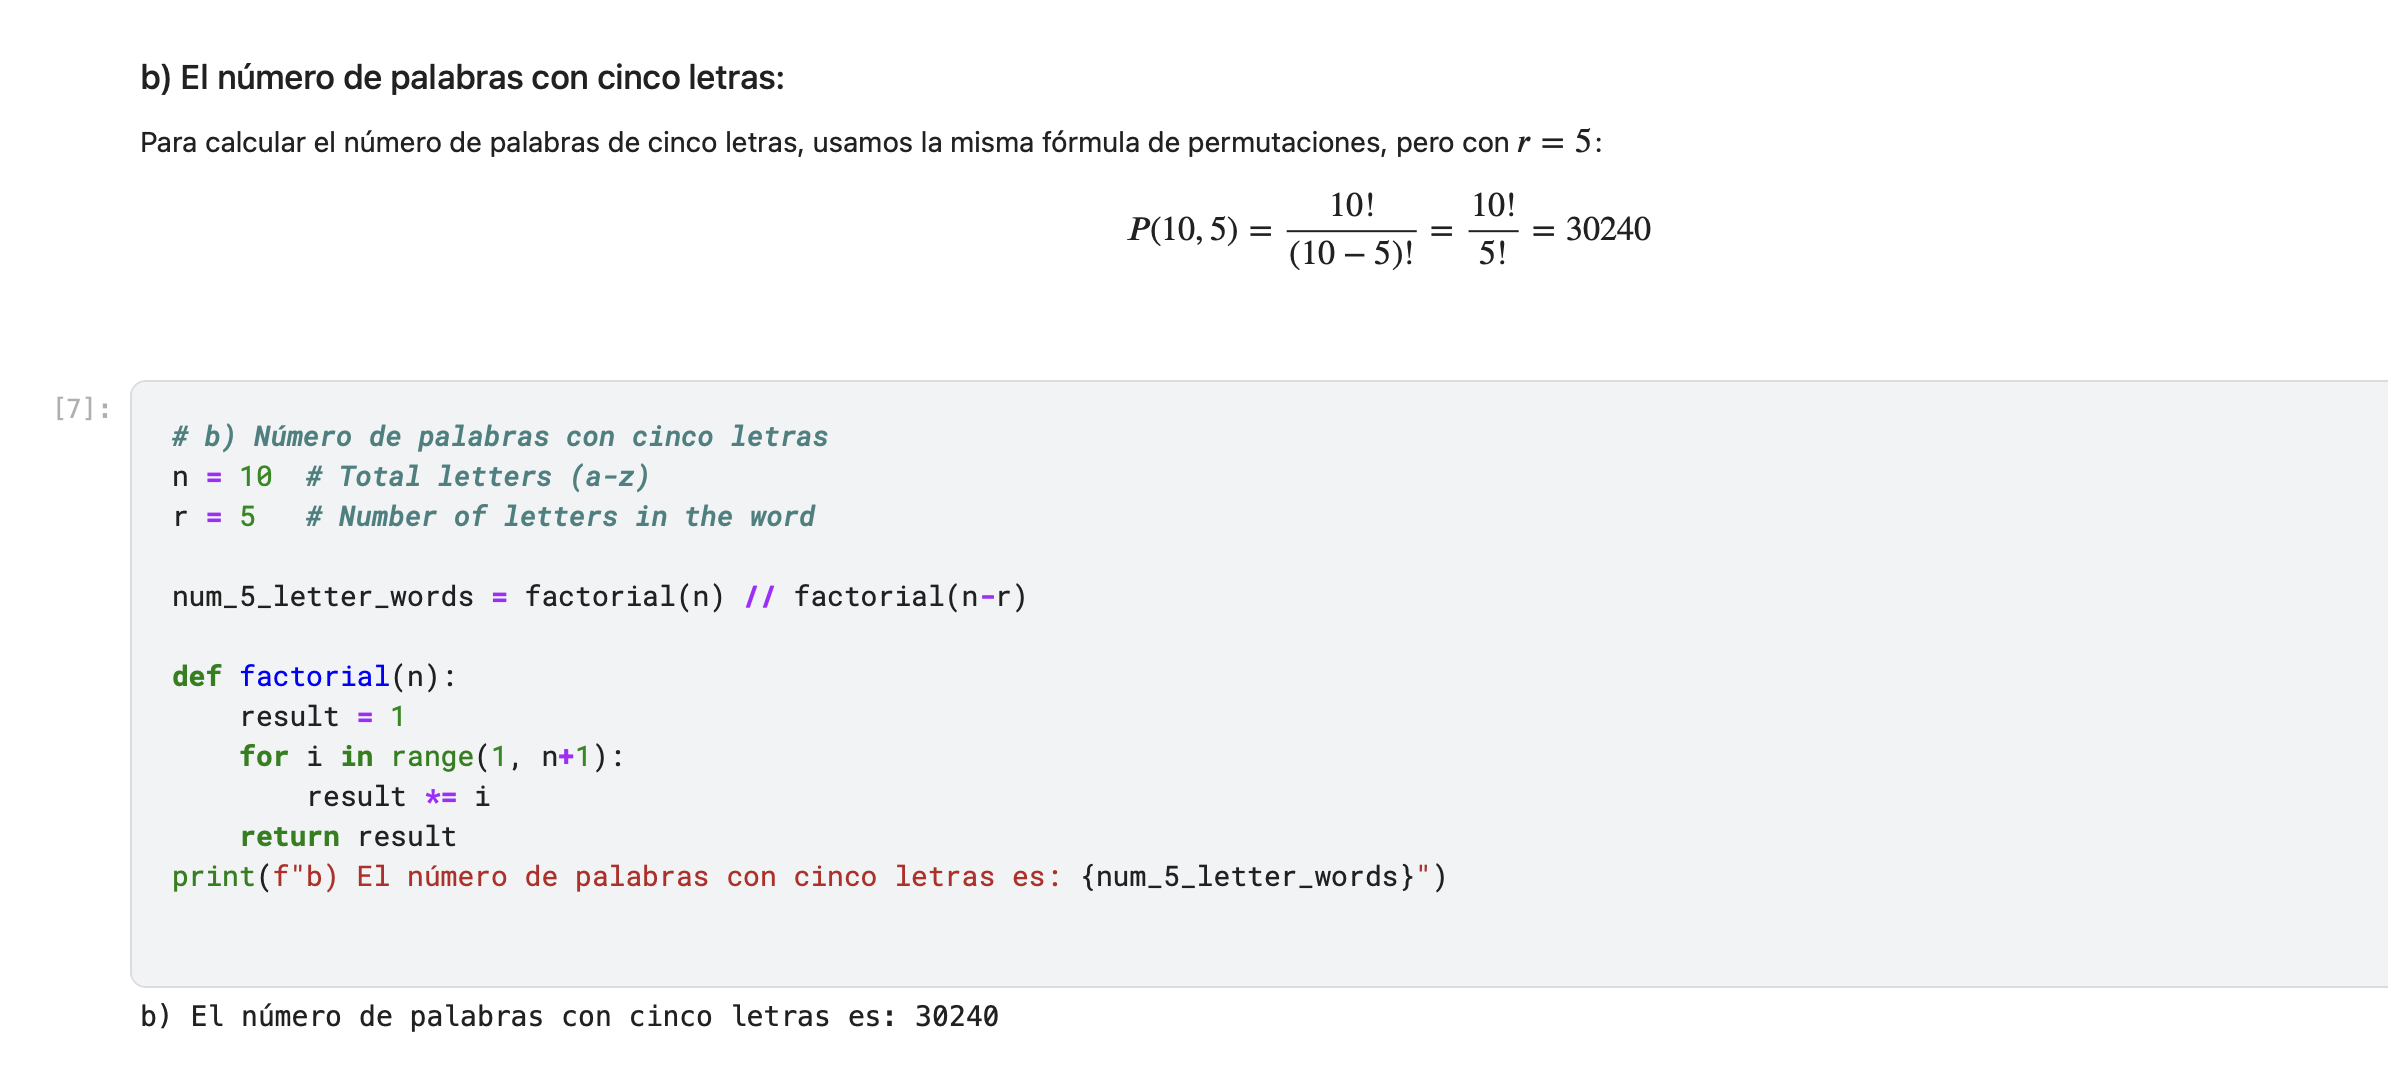 b) El número de palabras con cinco letras:
Para calcular el número de palabras de cinco letras, usamos la misma fórmula de permutaciones, pero con r = 5:
P(10, 5) = 10! / (10 − 5)! = 10! / 5! = 30240
[7]:
# b) Número de palabras con cinco letras
n = 10  # Total letters (a-z)
r = 5   # Number of letters in the word
num_5_letter_words = factorial(n) // factorial(n-r)
def factorial(n):
    result = 1
    for i in range(1, n+1):
        result *= i
    return result
print(f"b) El número de palabras con cinco letras es: {num_5_letter_words}")
b) El número de palabras con cinco letras es: 30240